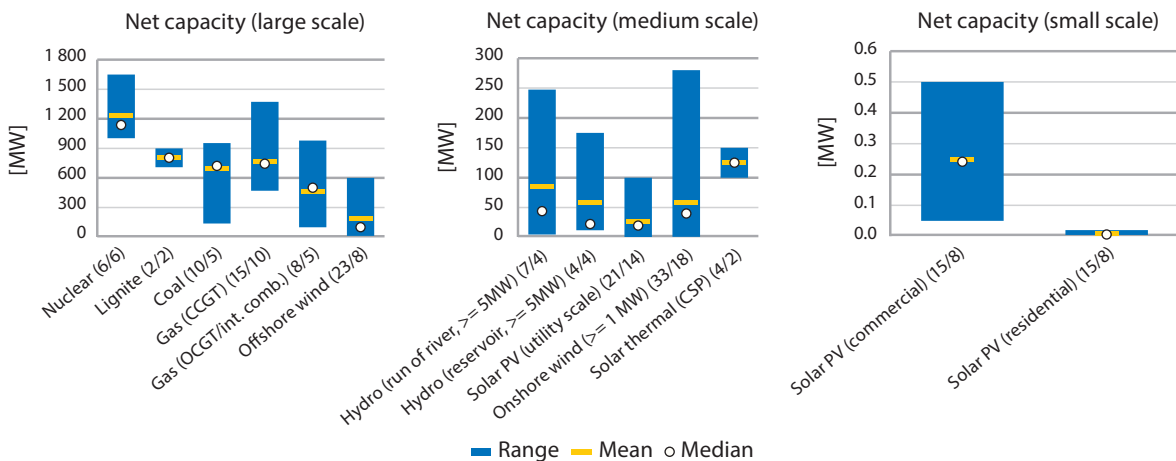 Net capacity (large scale)
[MW]
1 800
1 500
1 200
900
600
300
0
Nuclear (6/6)
Lignite (2/2)
Coal (10/5)
Gas (CCGT) (15/10)
Gas (OCGT/int. comb.) (8/5)
Offshore wind (23/8)
Net capacity (medium scale)
[MW]
300
250
200
150
100
50
0
Hydro (run of river, >= 5MW) (7/4)
Hydro (reservoir, >= 5MW) (4/4)
Solar PV (utility scale) (21/14)
Onshore wind (>= 1 MW) (33/18)
Solar thermal (CSP) (4/2)
Net capacity (small scale)
[MW]
0.6
0.5
0.4
0.3
0.2
0.1
0.0
Solar PV (commercial) (15/8)
Solar PV (residential) (15/8)
Range Mean Median